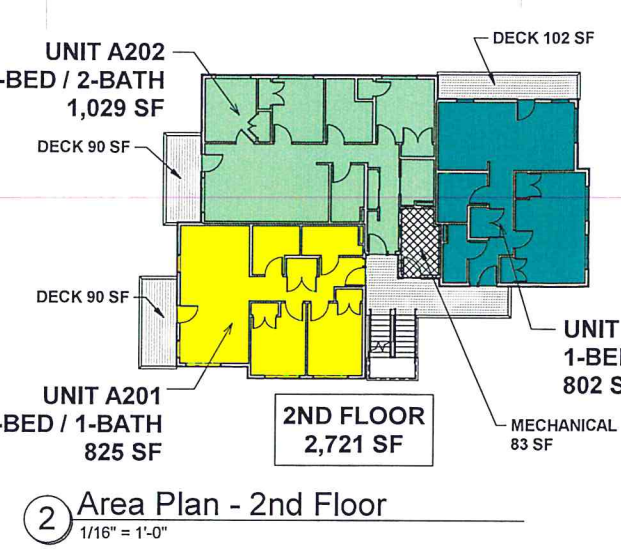 DECK 102 SF
UNIT A202
-BED / 2-BATH
1,029 SF
DECK 90 SF
DECK 90 SF
UNIT
1-BE
802 S
UNIT A201
-BED / 1-BATH
825 SF
2ND FLOOR
2,721 SF
MECHANICAL
83 SF
2 Area Plan - 2nd Floor
1/16" = 1'-0"